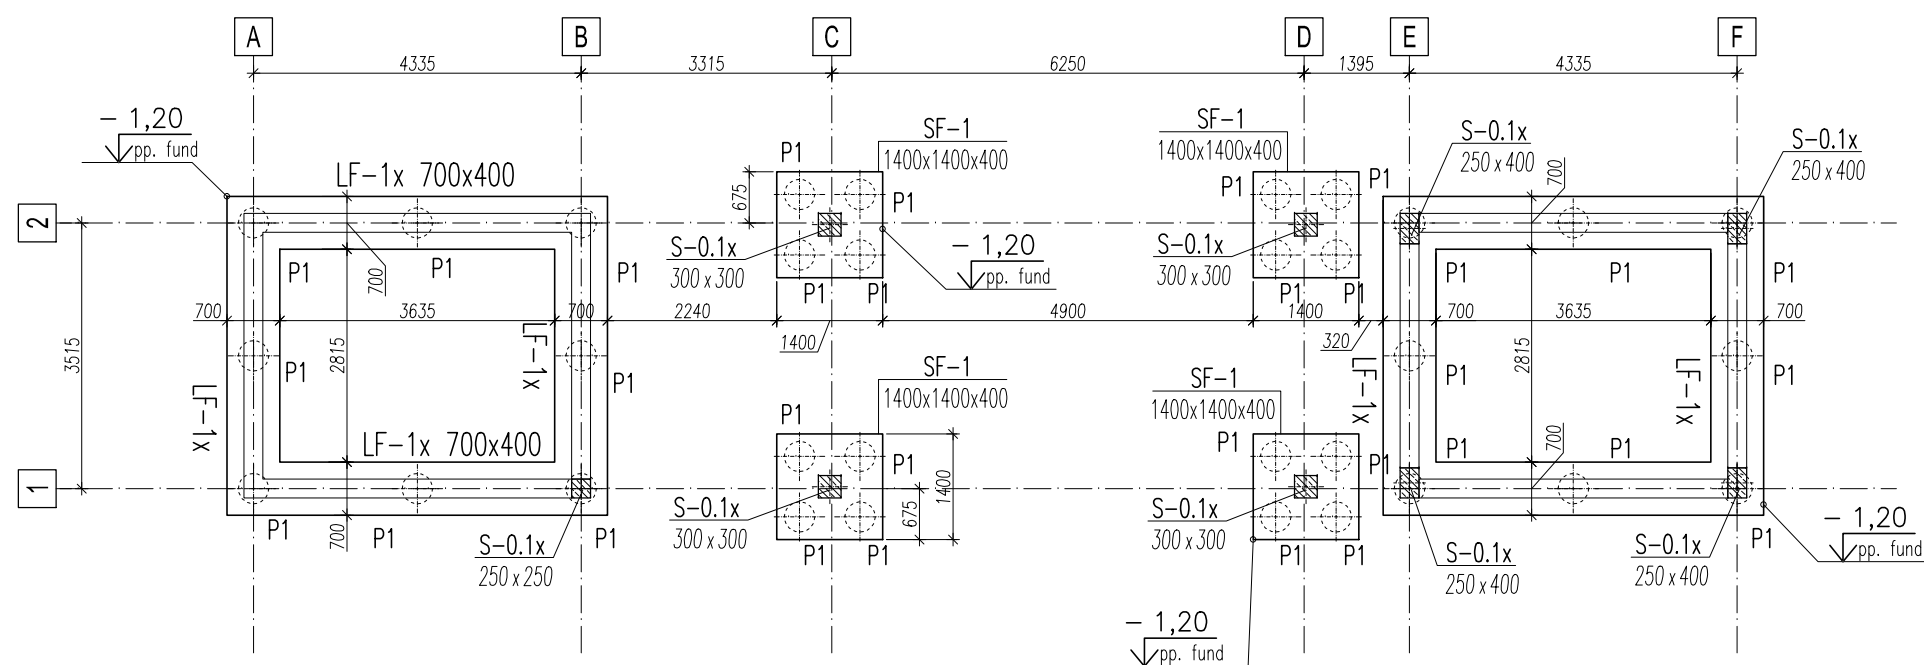 A
B
C
D
E
F
4335
3315
6250
1395
4335
- 1,20
pp. fund
LF-1x 700x400
SF-1
1400x1400x400
SF-1
1400x1400x400
S-0.1x
250 x 400
S-0.1x
250 x 400
P1
P1
675
P1
P1
700
2
S-0.1x
300 x 300
- 1,20
pp. fund
S-0.1x
300 x 300
P1
P1
P1
700
P1
P1
P1
P1
P1
P1
P1
700
3635
700
2240
1400
4900
1400
320
700
3635
700
3515
2815
2815
P1
LF-1x
P1
LF-1x
LF-1x
P1
LF-1x
P1
SF-1
1400x1400x400
SF-1
1400x1400x400
LF-1x 700x400
P1
P1
P1
P1
P1
700
P1
1
675
1400
S-0.1x
300 x 300
S-0.1x
300 x 300
P1
700
P1
P1
P1
P1
P1
P1
P1
S-0.1x
250 x 250
S-0.1x
250 x 400
S-0.1x
250 x 400
- 1,20
pp. fund
- 1,20
pp. fund